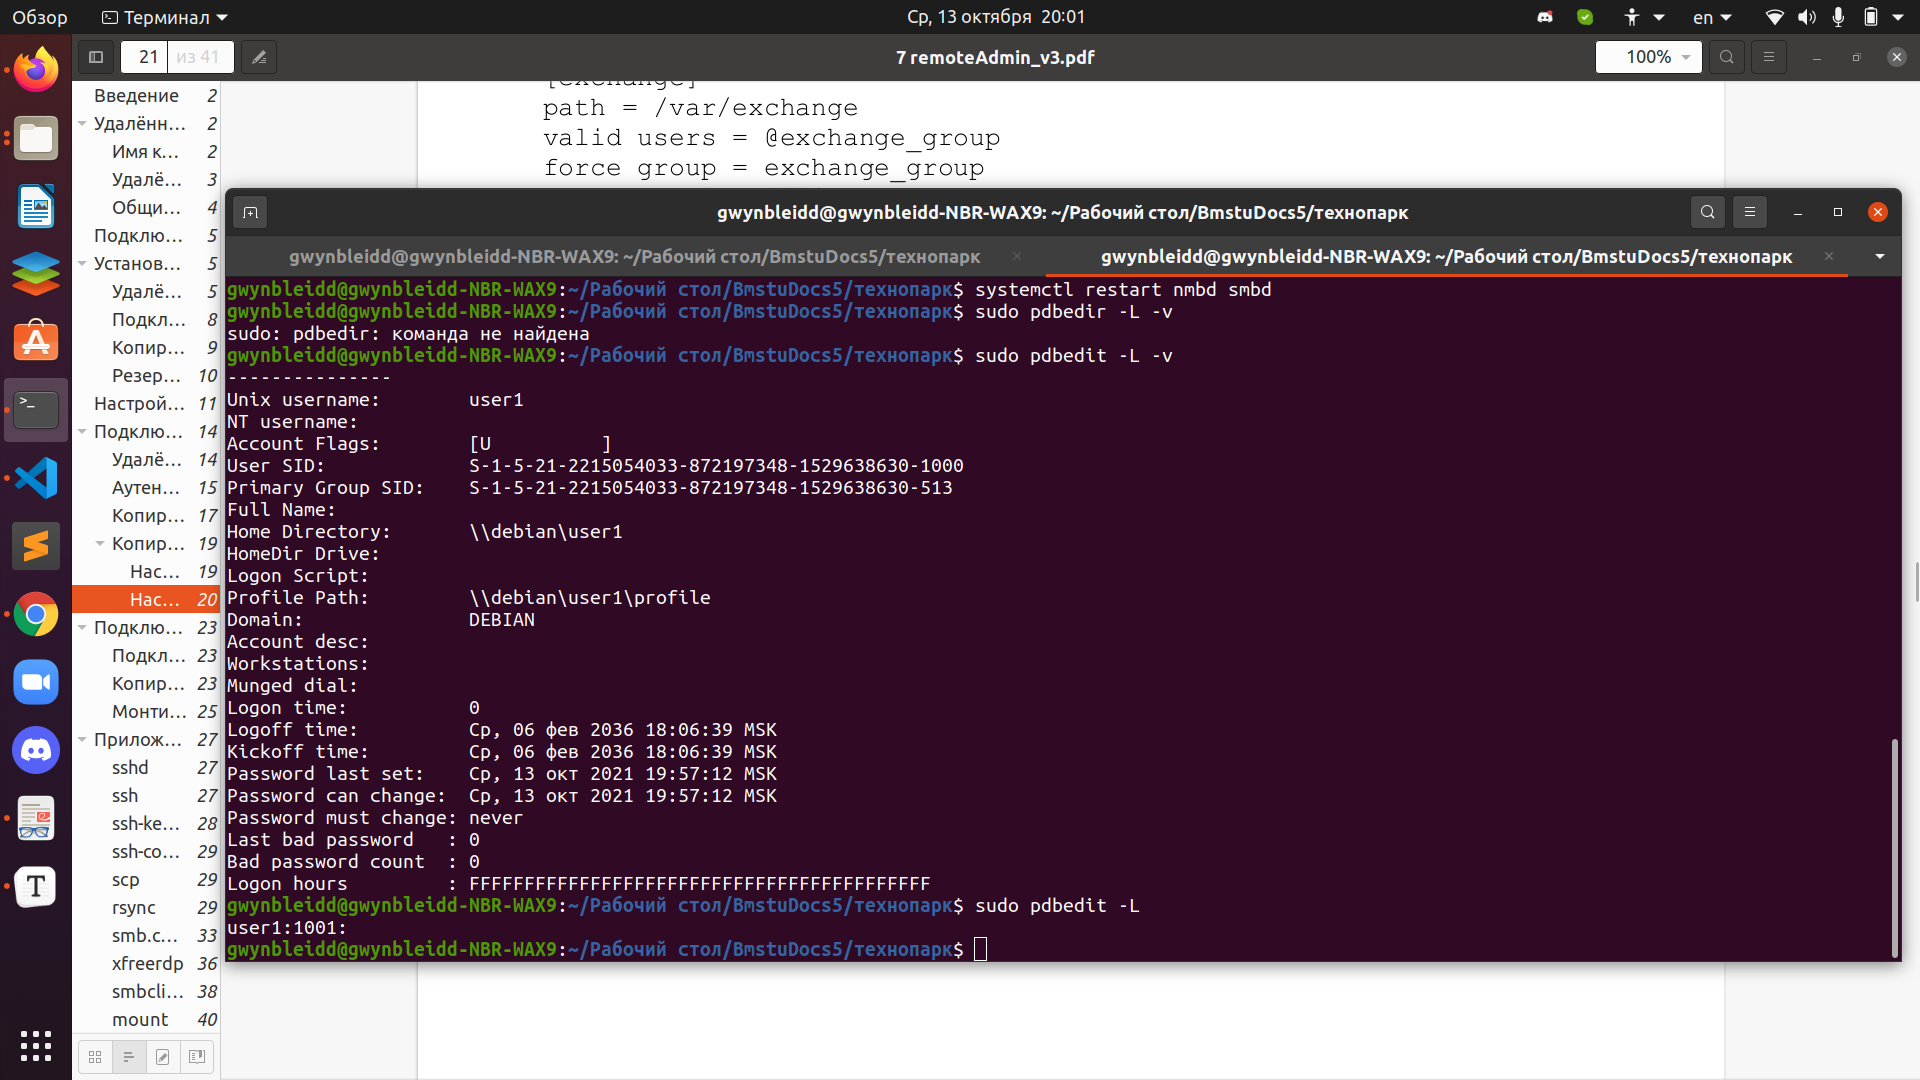 Обзор
Терминал
Ср, 13 октября 20:01
en
21 из 41
7 remoteAdmin_v3.pdf
100%
Введение 2
Удалённ... 2
Имя к... 2
Удалё... 3
Общи... 4
Подклю... 5
Установ... 5
Удалё... 5
Подкл... 8
Копир... 9
Резер... 10
Настрой... 11
Подклю... 14
Удалё... 14
Аутен... 15
Копир... 17
Копир... 19
Нас... 19
Нас... 20
Подклю... 23
Подкл... 23
Копир... 23
Монти... 25
Прилож... 27
sshd 27
ssh 27
ssh-ke... 28
ssh-co... 29
scp 29
rsync 29
smb.c... 33
xfreerdp 36
smbcli... 38
mount 40
[exchange]
path = /var/exchange
valid users = @exchange_group
force group = exchange_group
gwynbleidd@gwynbleidd-NBR-WAX9: ~/Рабочий стол/BmstuDocs5/технопарк
gwynbleidd@gwynbleidd-NBR-WAX9: ~/Рабочий стол/BmstuDocs5/технопарк
gwynbleidd@gwynbleidd-NBR-WAX9: ~/Рабочий стол/BmstuDocs5/технопарк
gwynbleidd@gwynbleidd-NBR-WAX9:~/Рабочий стол/BmstuDocs5/технопарк$ systemctl restart nmbd smbd
gwynbleidd@gwynbleidd-NBR-WAX9:~/Рабочий стол/BmstuDocs5/технопарк$ sudo pdbedir -L -v
sudo: pdbedir: команда не найдена
gwynbleidd@gwynbleidd-NBR-WAX9:~/Рабочий стол/BmstuDocs5/технопарк$ sudo pdbedit -L -v
---------------
Unix username: user1
NT username:
Account Flags: [U          ]
User SID: S-1-5-21-2215054033-872197348-1529638630-1000
Primary Group SID: S-1-5-21-2215054033-872197348-1529638630-513
Full Name:
Home Directory: \\debian\user1
HomeDir Drive:
Logon Script:
Profile Path: \\debian\user1\profile
Domain: DEBIAN
Account desc:
Workstations:
Munged dial:
Logon time: 0
Logoff time: Ср, 06 фев 2036 18:06:39 MSK
Kickoff time: Ср, 06 фев 2036 18:06:39 MSK
Password last set: Ср, 13 окт 2021 19:57:12 MSK
Password can change: Ср, 13 окт 2021 19:57:12 MSK
Password must change: never
Last bad password : 0
Bad password count : 0
Logon hours : FFFFFFFFFFFFFFFFFFFFFFFFFFFFFFFFFFFFFFFFFF
gwynbleidd@gwynbleidd-NBR-WAX9:~/Рабочий стол/BmstuDocs5/технопарк$ sudo pdbedit -L
user1:1001:
gwynbleidd@gwynbleidd-NBR-WAX9:~/Рабочий стол/BmstuDocs5/технопарк$